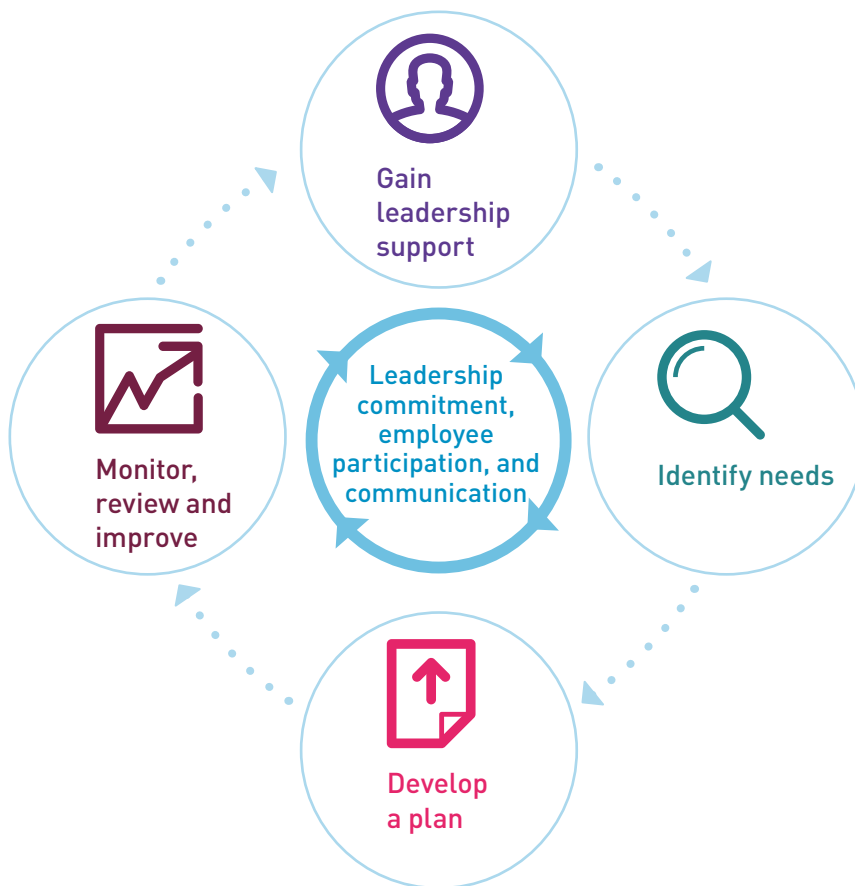 Gain
leadership
support
Leadership
commitment,
employee
participation, and
communication
Identify needs
Monitor,
review and
improve
Develop
a plan